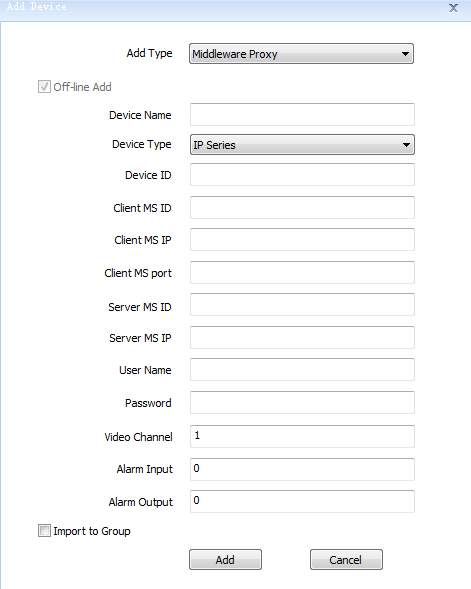 Add Device
Add Type Middleware Proxy
Off-line Add
Device Name
Device Type IP Series
Device ID
Client MS ID
Client MS IP
Client MS port
Server MS ID
Server MS IP
User Name
Password
Video Channel 1
Alarm Input 0
Alarm Output 0
Import to Group
Add Cancel